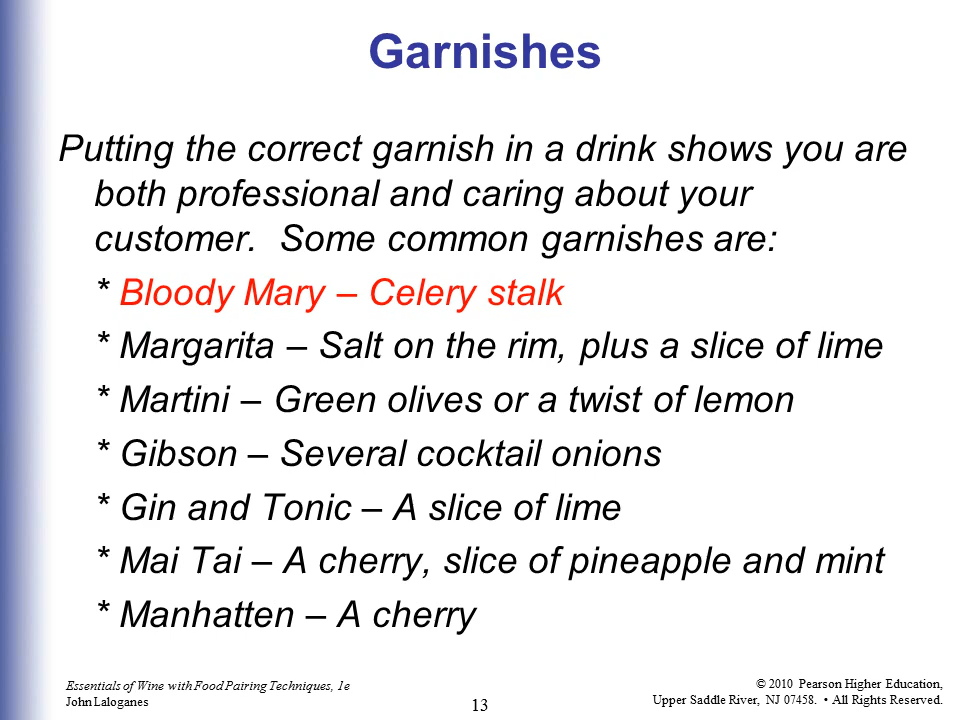 Garnishes
Putting the correct garnish in a drink shows you are
both professional and caring about your
customer.  Some common garnishes are:
* Bloody Mary – Celery stalk
* Margarita – Salt on the rim, plus a slice of lime
* Martini – Green olives or a twist of lemon
* Gibson – Several cocktail onions
* Gin and Tonic – A slice of lime
* Mai Tai – A cherry, slice of pineapple and mint
* Manhatten – A cherry
Essentials of Wine with Food Pairing Techniques, 1e
John Laloganes
13
© 2010 Pearson Higher Education,
Upper Saddle River, NJ 07458. • All Rights Reserved.